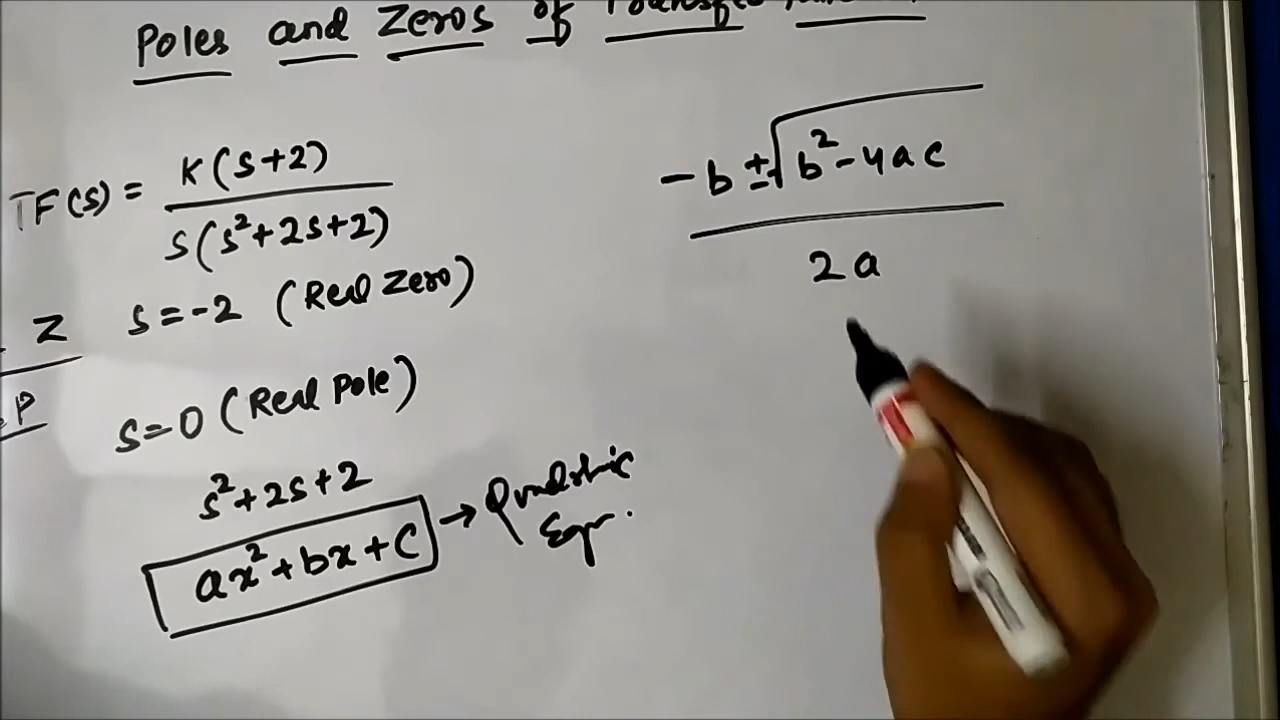 Poles and Zeros of Transfer
TF(s) = K(s+2)
s(s²+2s+2)
s=-2 (Real Zero)
Z
s=0 (Real Pole)
P
s²+2s+2
ax²+bx+c → Quadratic
Eqn.
-b ± √b²-4ac
2a